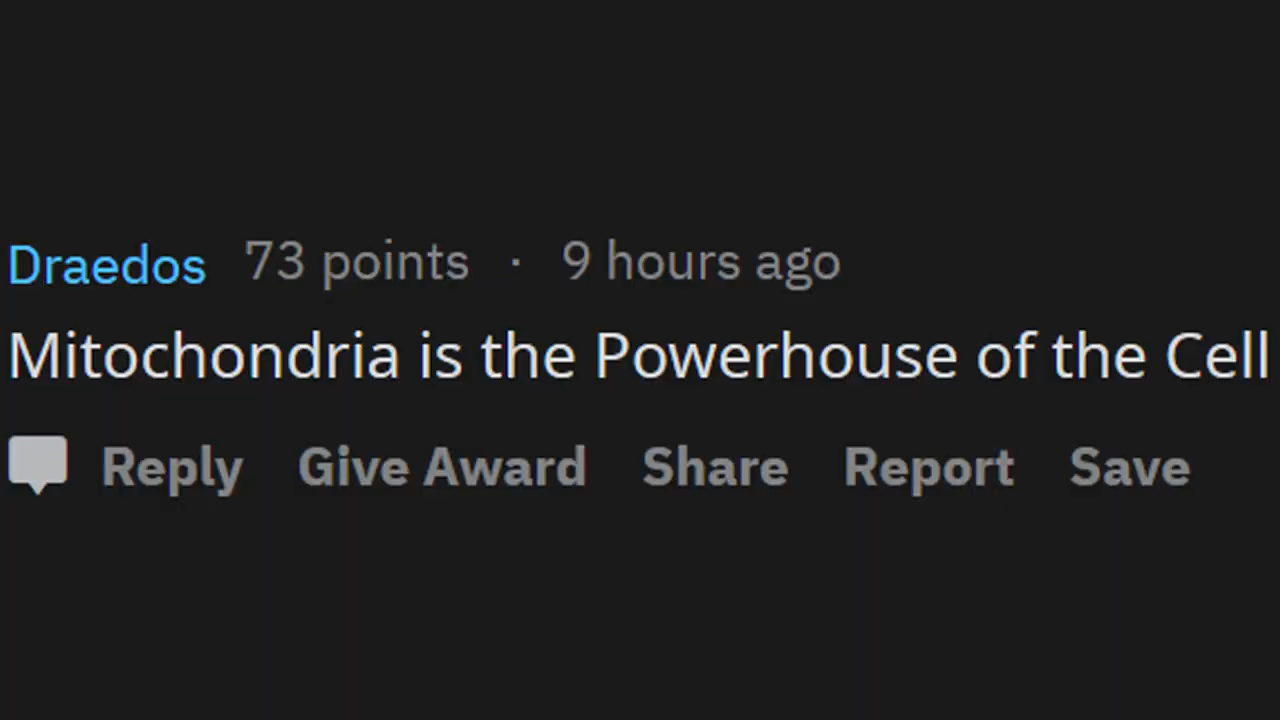 Draedos 73 points · 9 hours ago
Mitochondria is the Powerhouse of the Cell
Reply Give Award Share Report Save